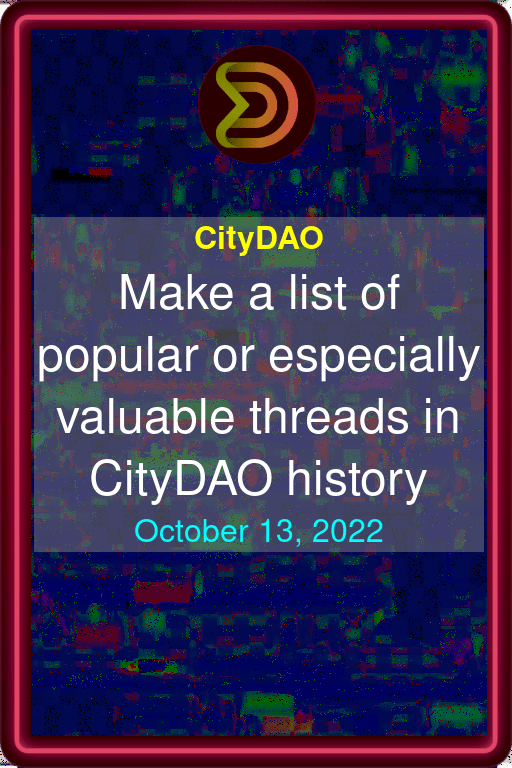 CityDAO
Make a list of
popular or especially
valuable threads in
CityDAO history
October 13, 2022